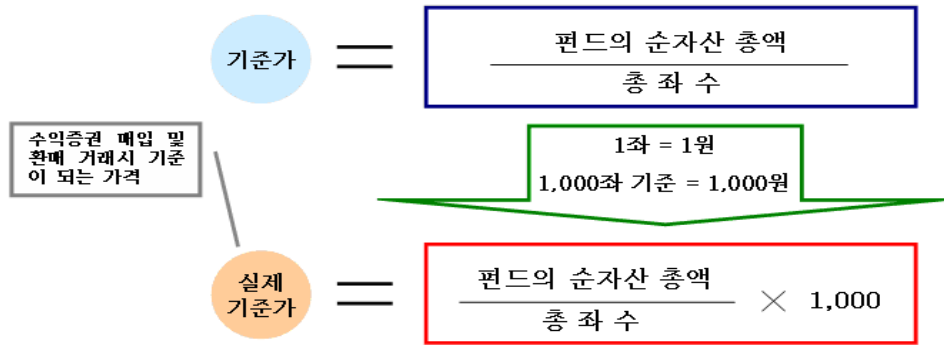 기준가
펀드의 순자산 총액
총 좌 수
수익증권 매입 및
환매 거래시 기준
이 되는 가격
1좌 = 1원
1,000좌 기준 = 1,000원
실제
기준가
펀드의 순자산 총액
총 좌 수
× 1,000